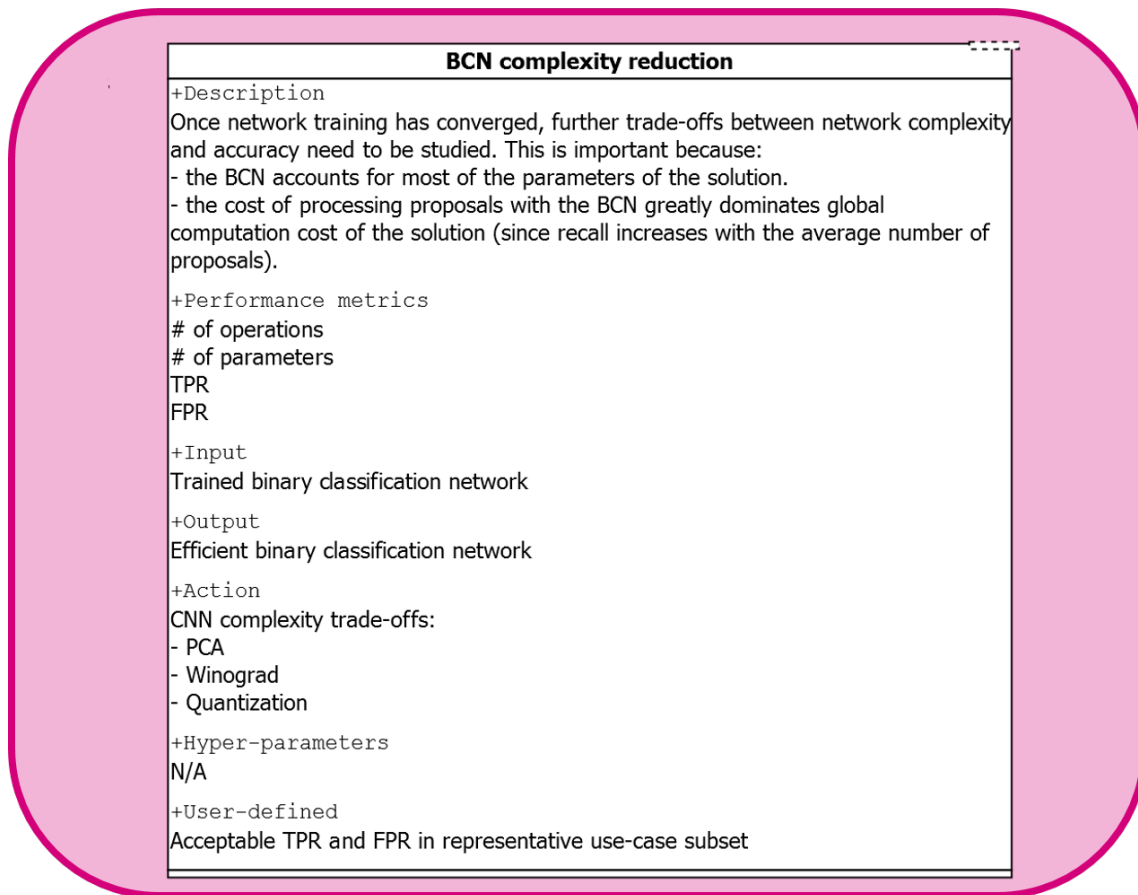 BCN complexity reduction
+Description
Once network training has converged, further trade-offs between network complexity
and accuracy need to be studied. This is important because:
- the BCN accounts for most of the parameters of the solution.
- the cost of processing proposals with the BCN greatly dominates global
computation cost of the solution (since recall increases with the average number of
proposals).
+Performance metrics
# of operations
# of parameters
TPR
FPR
+Input
Trained binary classification network
+Output
Efficient binary classification network
+Action
CNN complexity trade-offs:
- PCA
- Winograd
- Quantization
+Hyper-parameters
N/A
+User-defined
Acceptable TPR and FPR in representative use-case subset